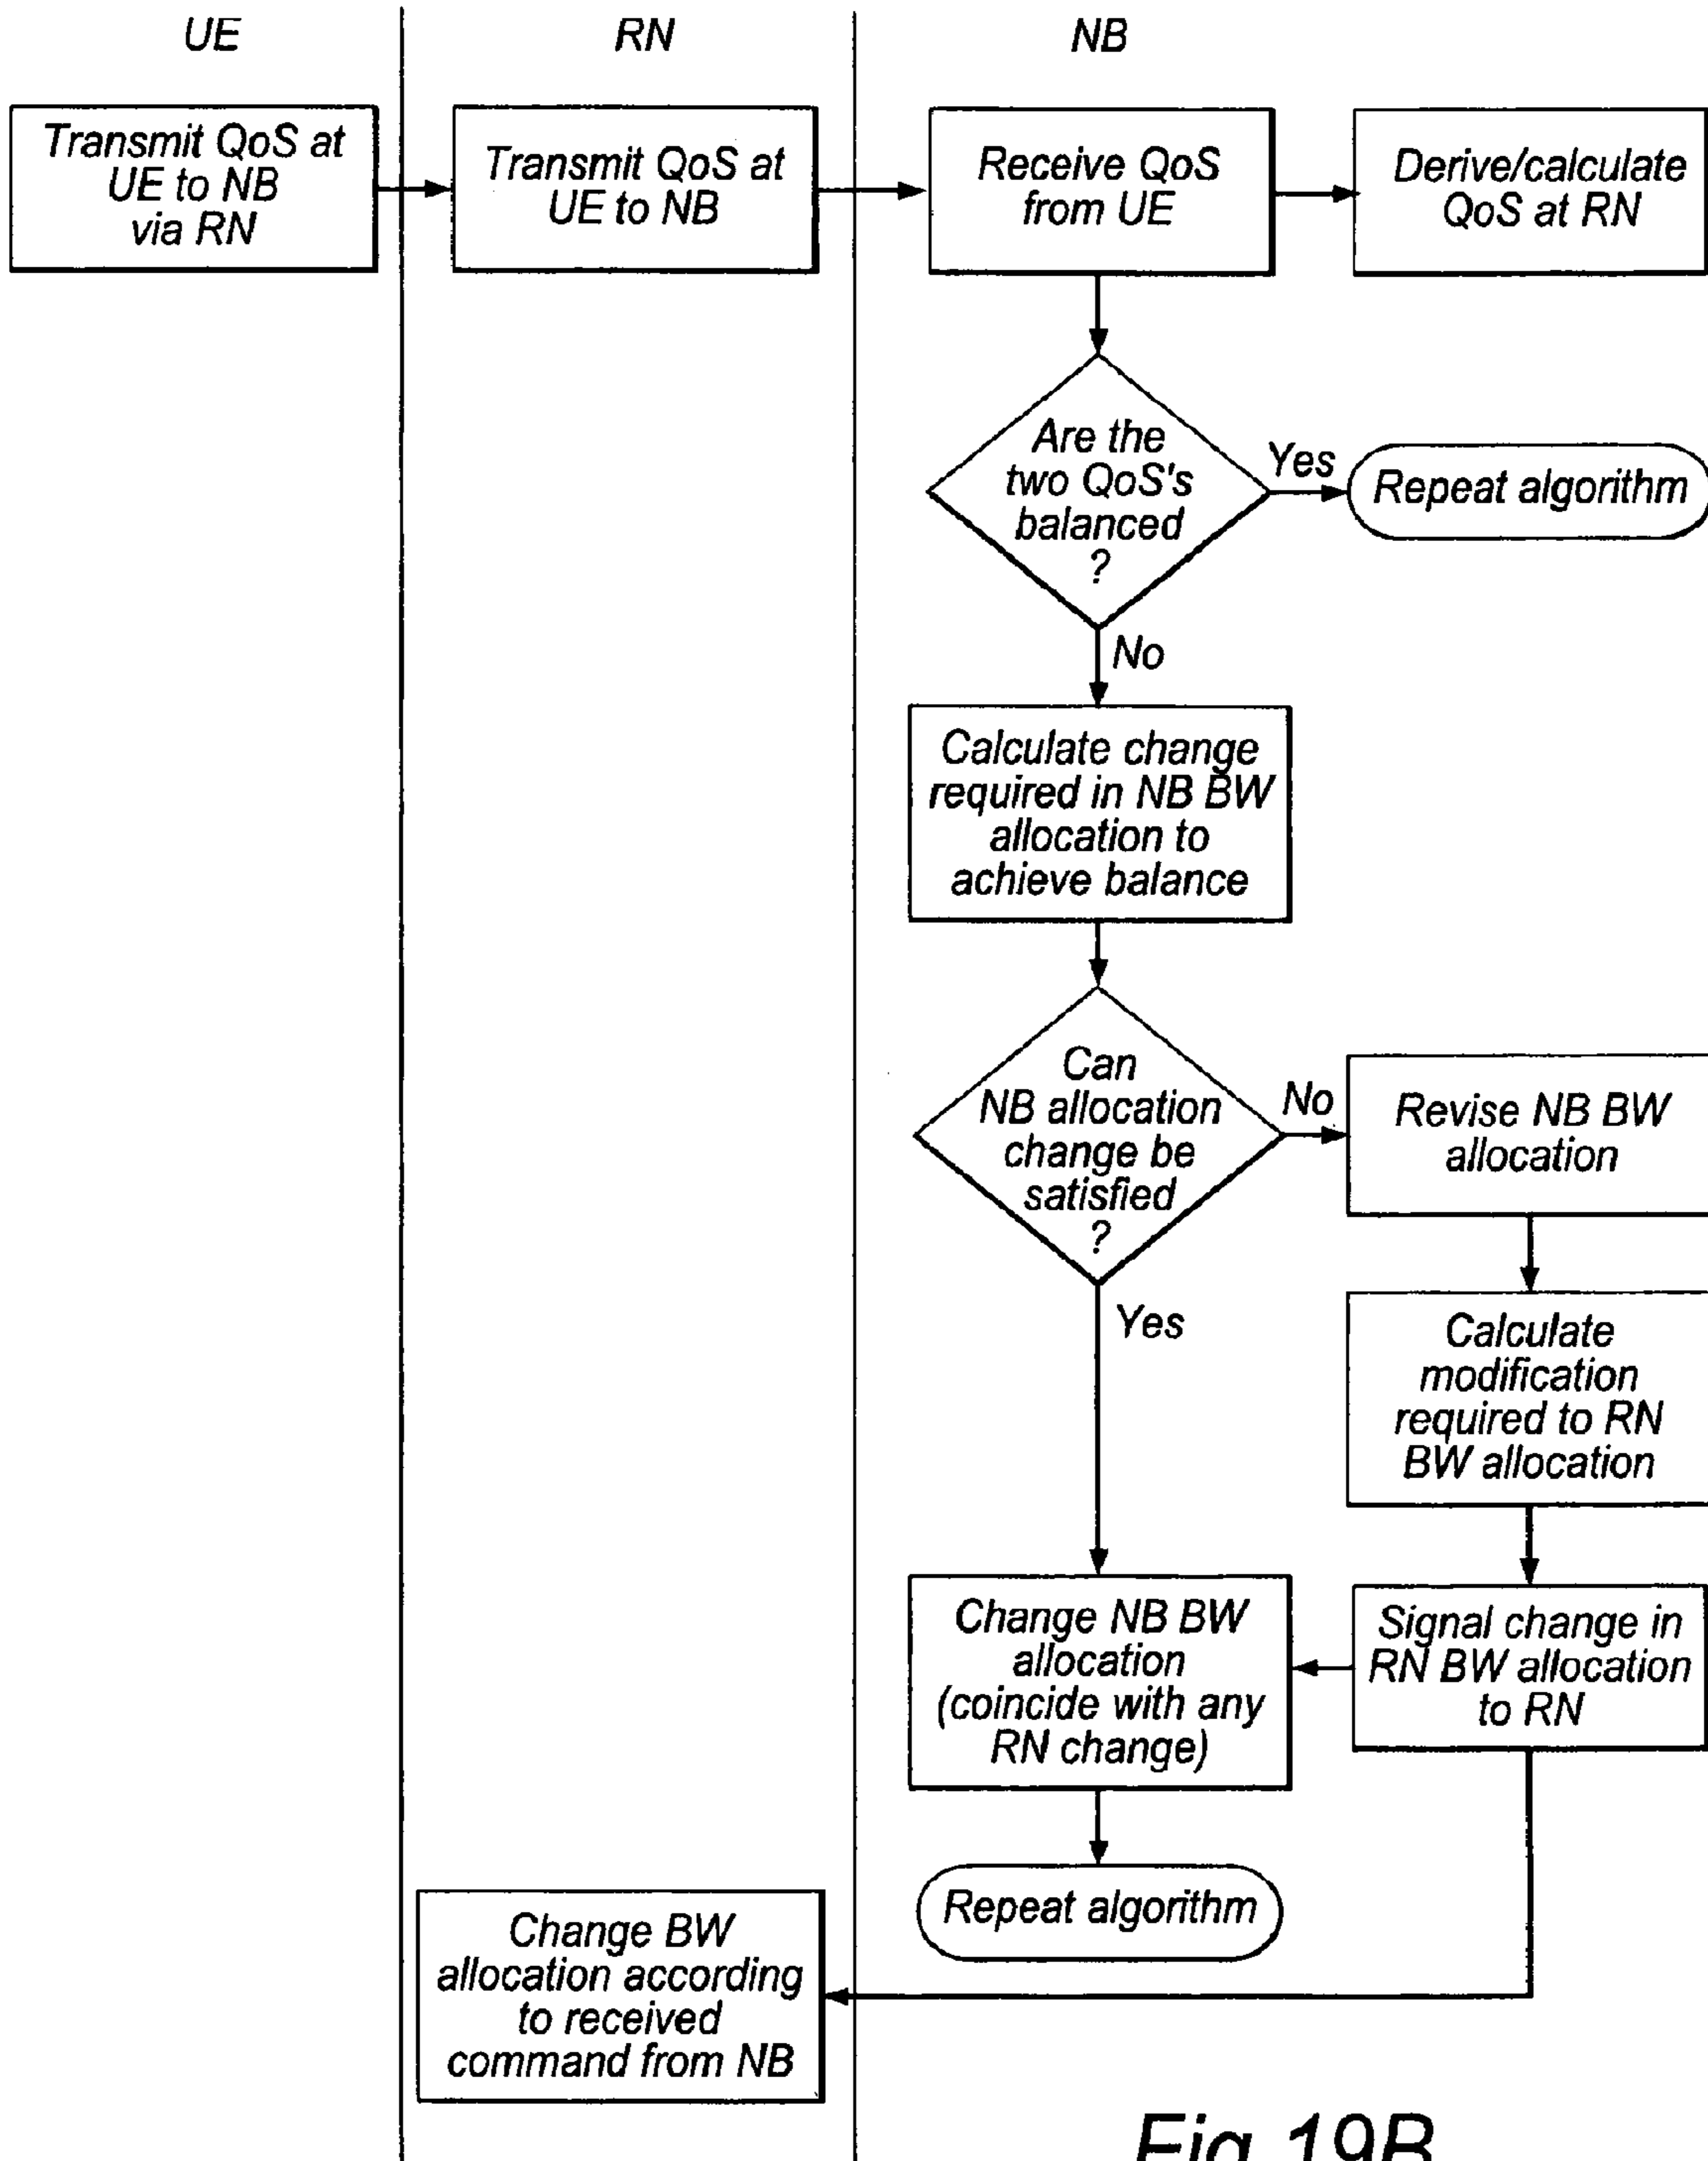 UE
RN
NB
Transmit QoS at
UE to NB
via RN
Transmit QoS at
UE to NB
Receive QoS
from UE
Derive/calculate
QoS at RN
Are the
two QoS's
balanced
?
Yes
Repeat algorithm
No
Calculate change
required in NB BW
allocation to
achieve balance
Can
NB allocation
change be
satisfied
?
No
Revise NB BW
allocation
Yes
Calculate
modification
required to RN
BW allocation
Change NB BW
allocation
(coincide with any
RN change)
Signal change in
RN BW allocation
to RN
Repeat algorithm
Change BW
allocation according
to received
command from NB
Fig.19B